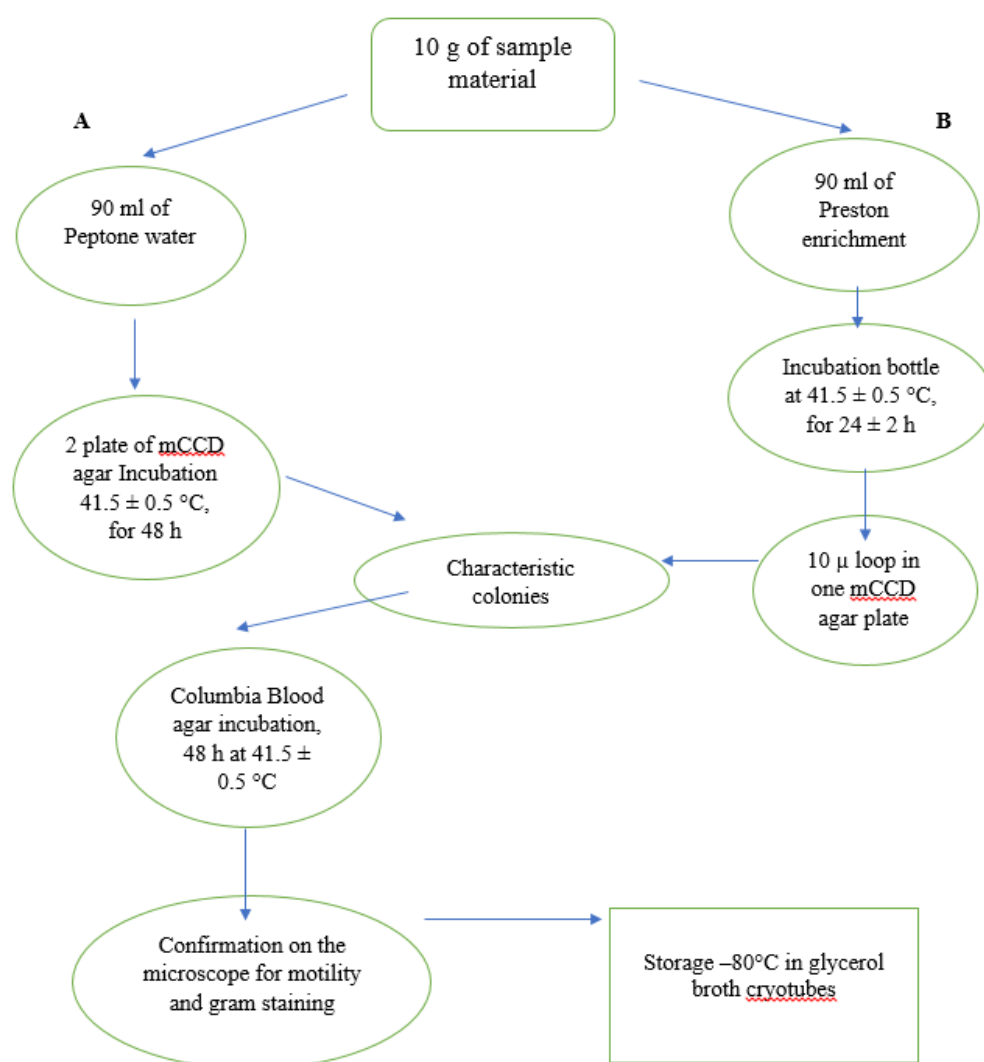 10 g of sample
material
A
B
90 ml of
Peptone water
90 ml of
Preston
enrichment
2 plate of mCCD
agar Incubation
41.5 ± 0.5 °C,
for 48 h
Incubation bottle
at 41.5 ± 0.5 °C,
for 24 ± 2 h
Characteristic
colonies
10 µ loop in
one mCCD
agar plate
Columbia Blood
agar incubation,
48 h at 41.5 ±
0.5 °C
Confirmation on the
microscope for motility
and gram staining
Storage –80°C in glycerol
broth cryotubes